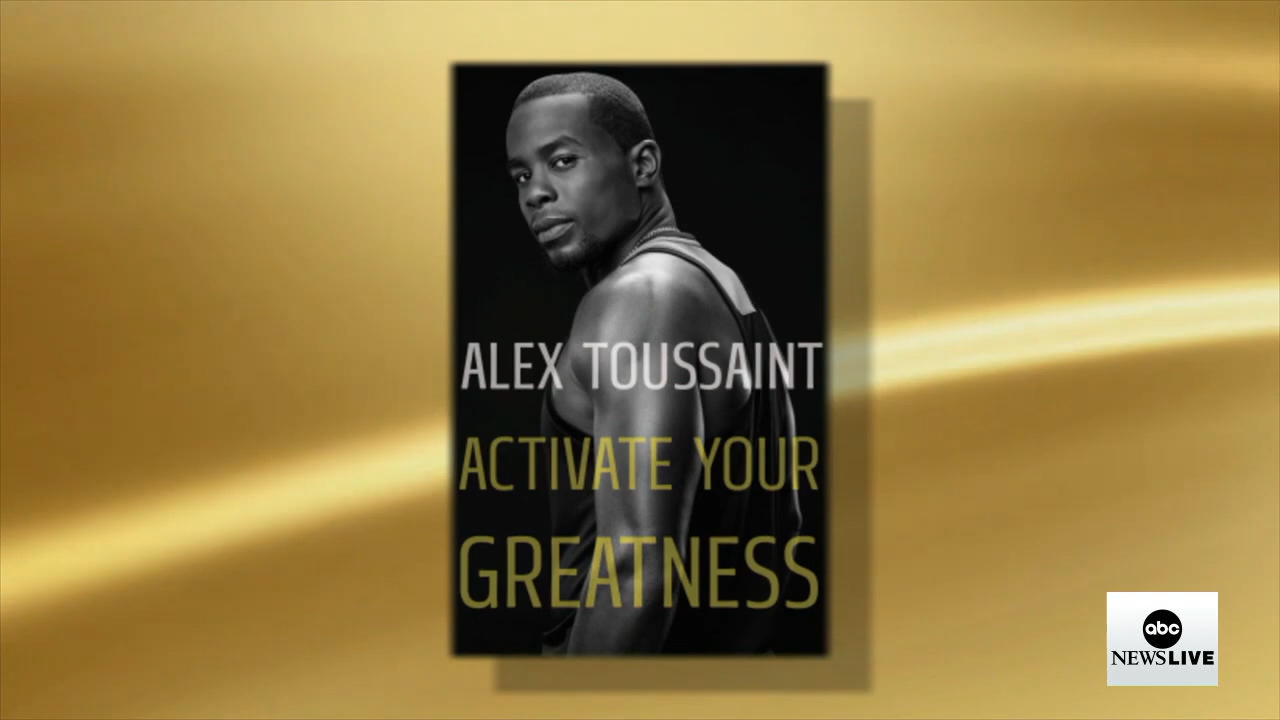 ALEX TOUSSAINT
ACTIVATE YOUR
GREATNESS
abc
NEWS LIVE